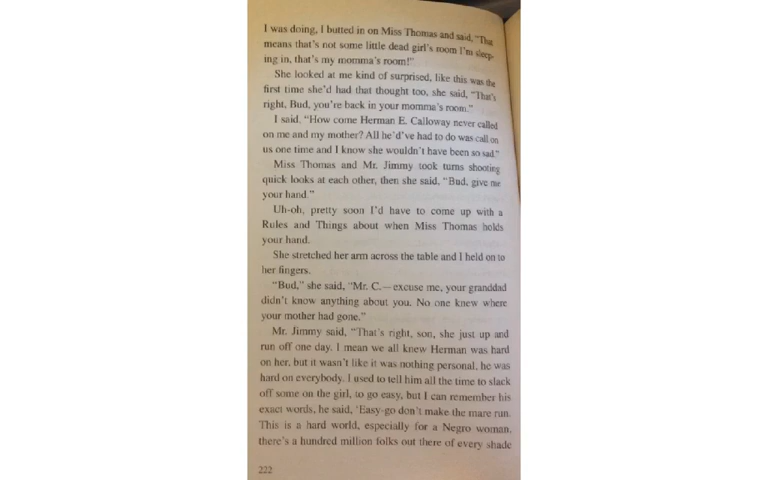 I was doing, I butted in on Miss Thomas and said, "That
means that's not some little dead girl's room I'm sleep-
ing in, that's my momma's room!"
She looked at me kind of surprised, like this was the
first time she'd had that thought too, she said, "That's
right, Bud, you're back in your momma's room."
I said, "How come Herman E. Calloway never called
on me and my mother? All he'd've had to do was call on
us one time and I know she wouldn't have been so sad."
Miss Thomas and Mr. Jimmy took turns shooting
quick looks at each other, then she said, "Bud, give me
your hand."
Uh-oh, pretty soon I'd have to come up with a
Rules and Things about when Miss Thomas holds
your hand.
She stretched her arm across the table and I held on to
her fingers.
"Bud," she said, "Mr. C.—excuse me, your granddad
didn't know anything about you. No one knew where
your mother had gone."
Mr. Jimmy said, "That's right, son, she just up and
run off one day. I mean we all knew Herman was hard
on her, but it wasn't like it was nothing personal, he was
hard on everybody. I used to tell him all the time to slack
off some on the girl, to go easy, but I can remember his
exact words, he said, 'Easy-go don't make the mare run.
This is a hard world, especially for a Negro woman,
there's a hundred million folks out there of every shade
222